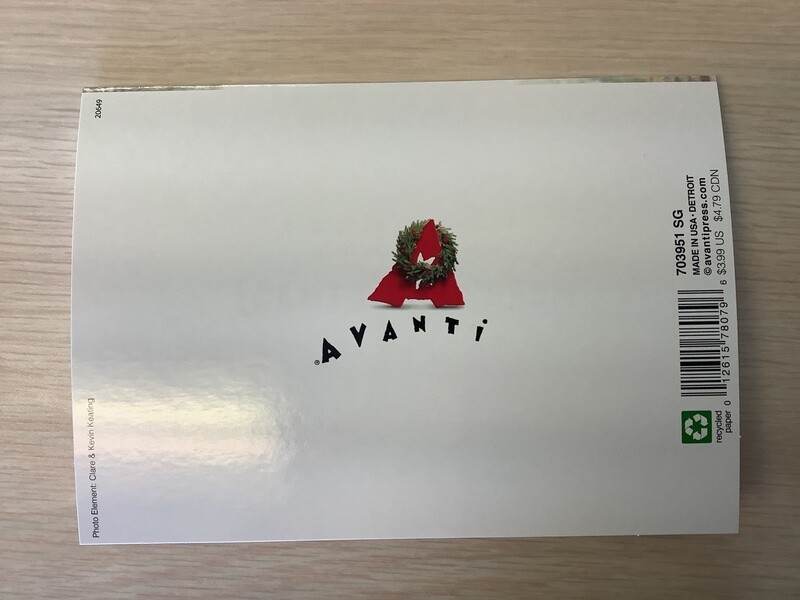 20649
Photo Element: Clare & Kevin Keating
® AVANTi
703951 SG
MADE IN USA · DETROIT
© avantipress.com
$3.99 US $4.79 CDN
0 12615 78079 6
recycled
paper